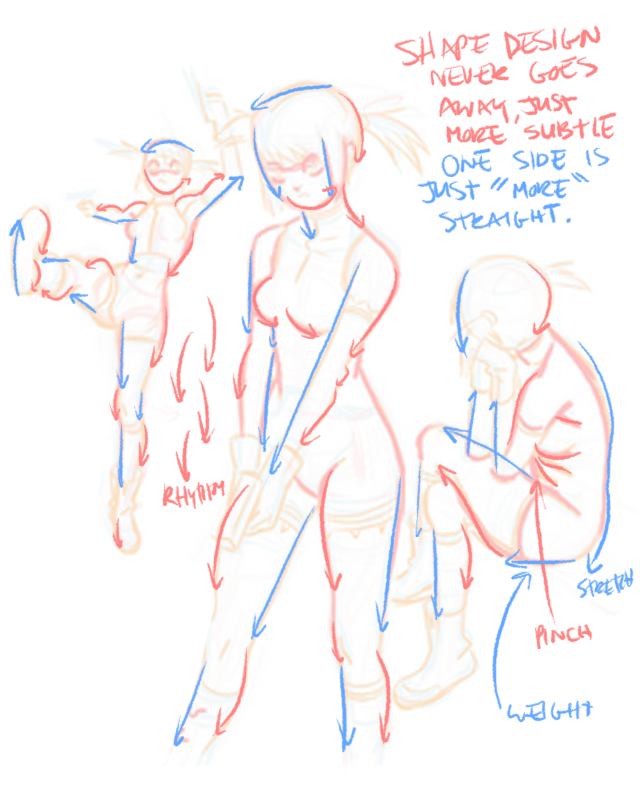 SHAPE DESIGN
NEVER GOES
AWAY, JUST
MORE SUBTLE
ONE SIDE IS
JUST "MORE"
STRAIGHT.
RHYTHM
STRETCH
PINCH
WEIGHT